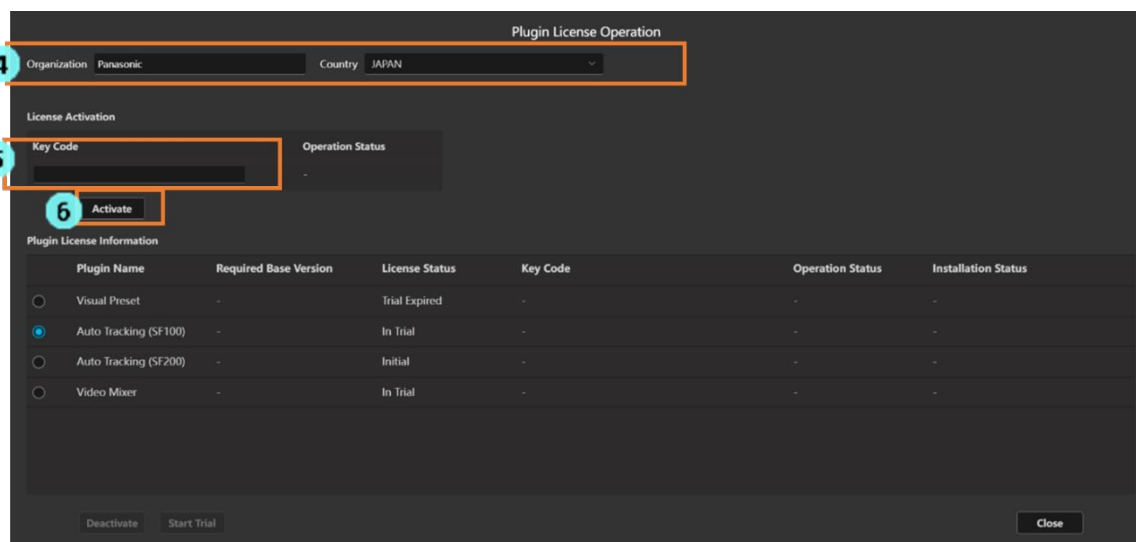 Plugin License Operation
4 Organization Panasonic Country JAPAN
License Activation
5 Key Code Operation Status
-
6 Activate
Plugin License Information
Plugin Name Required Base Version License Status Key Code Operation Status Installation Status
Visual Preset - Trial Expired - - -
Auto Tracking (SF100) - In Trial - - -
Auto Tracking (SF200) - Initial - - -
Video Mixer - In Trial - - -
Deactivate Start Trial Close